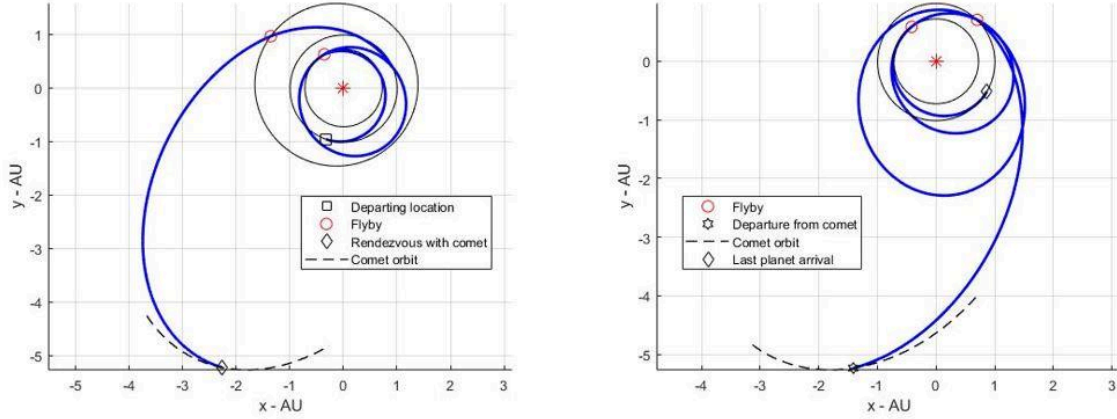 1
0
-1
-2
-3
-4
-5
y - AU
-5 -4 -3 -2 -1 0 1 2 3
x - AU
Departing location
Flyby
Rendezvous with comet
Comet orbit
0
-1
-2
-3
-4
-5
y - AU
-4 -3 -2 -1 0 1 2 3
x - AU
Flyby
Departure from comet
Comet orbit
Last planet arrival